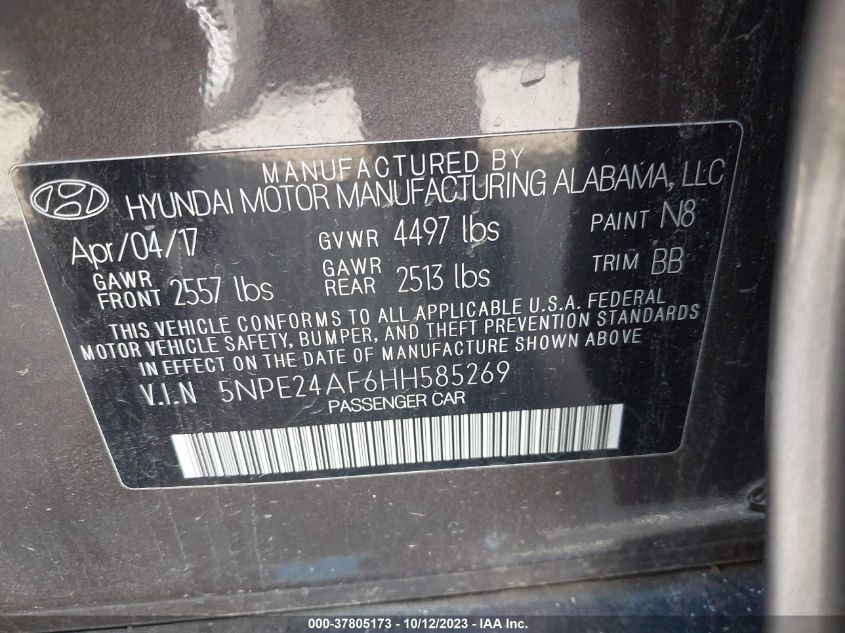 MANUFACTURED BY
HYUNDAI MOTOR MANUFACTURING ALABAMA, LLC
Apr/04/17 GVWR 4497 lbs PAINT N8
GAWR FRONT 2557 lbs GAWR REAR 2513 lbs TRIM BB
THIS VEHICLE CONFORMS TO ALL APPLICABLE U.S.A. FEDERAL
MOTOR VEHICLE SAFETY, BUMPER, AND THEFT PREVENTION STANDARDS
IN EFFECT ON THE DATE OF MANUFACTURE SHOWN ABOVE
V.I.N 5NPE24AF6HH585269
PASSENGER CAR
000-37805173 - 10/12/2023 - IAA Inc.